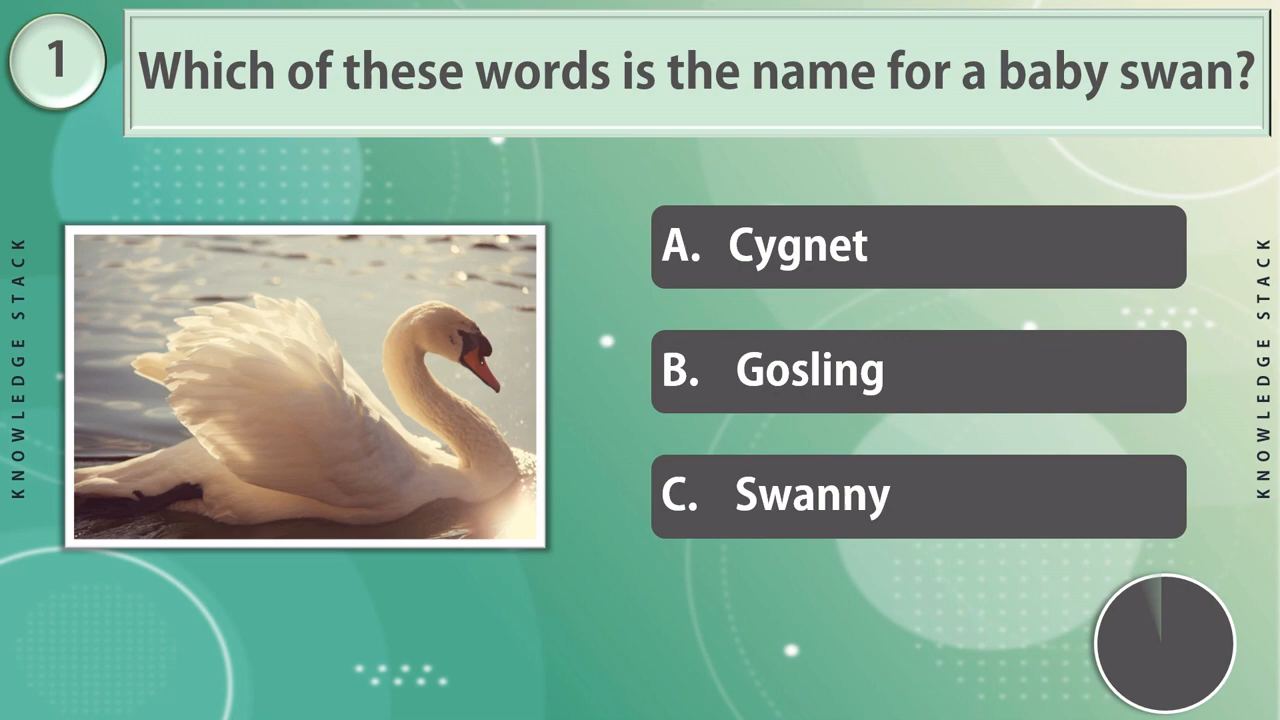 1
Which of these words is the name for a baby swan?
KNOWLEDGE STACK
A. Cygnet
B. Gosling
C. Swanny
KNOWLEDGE STACK